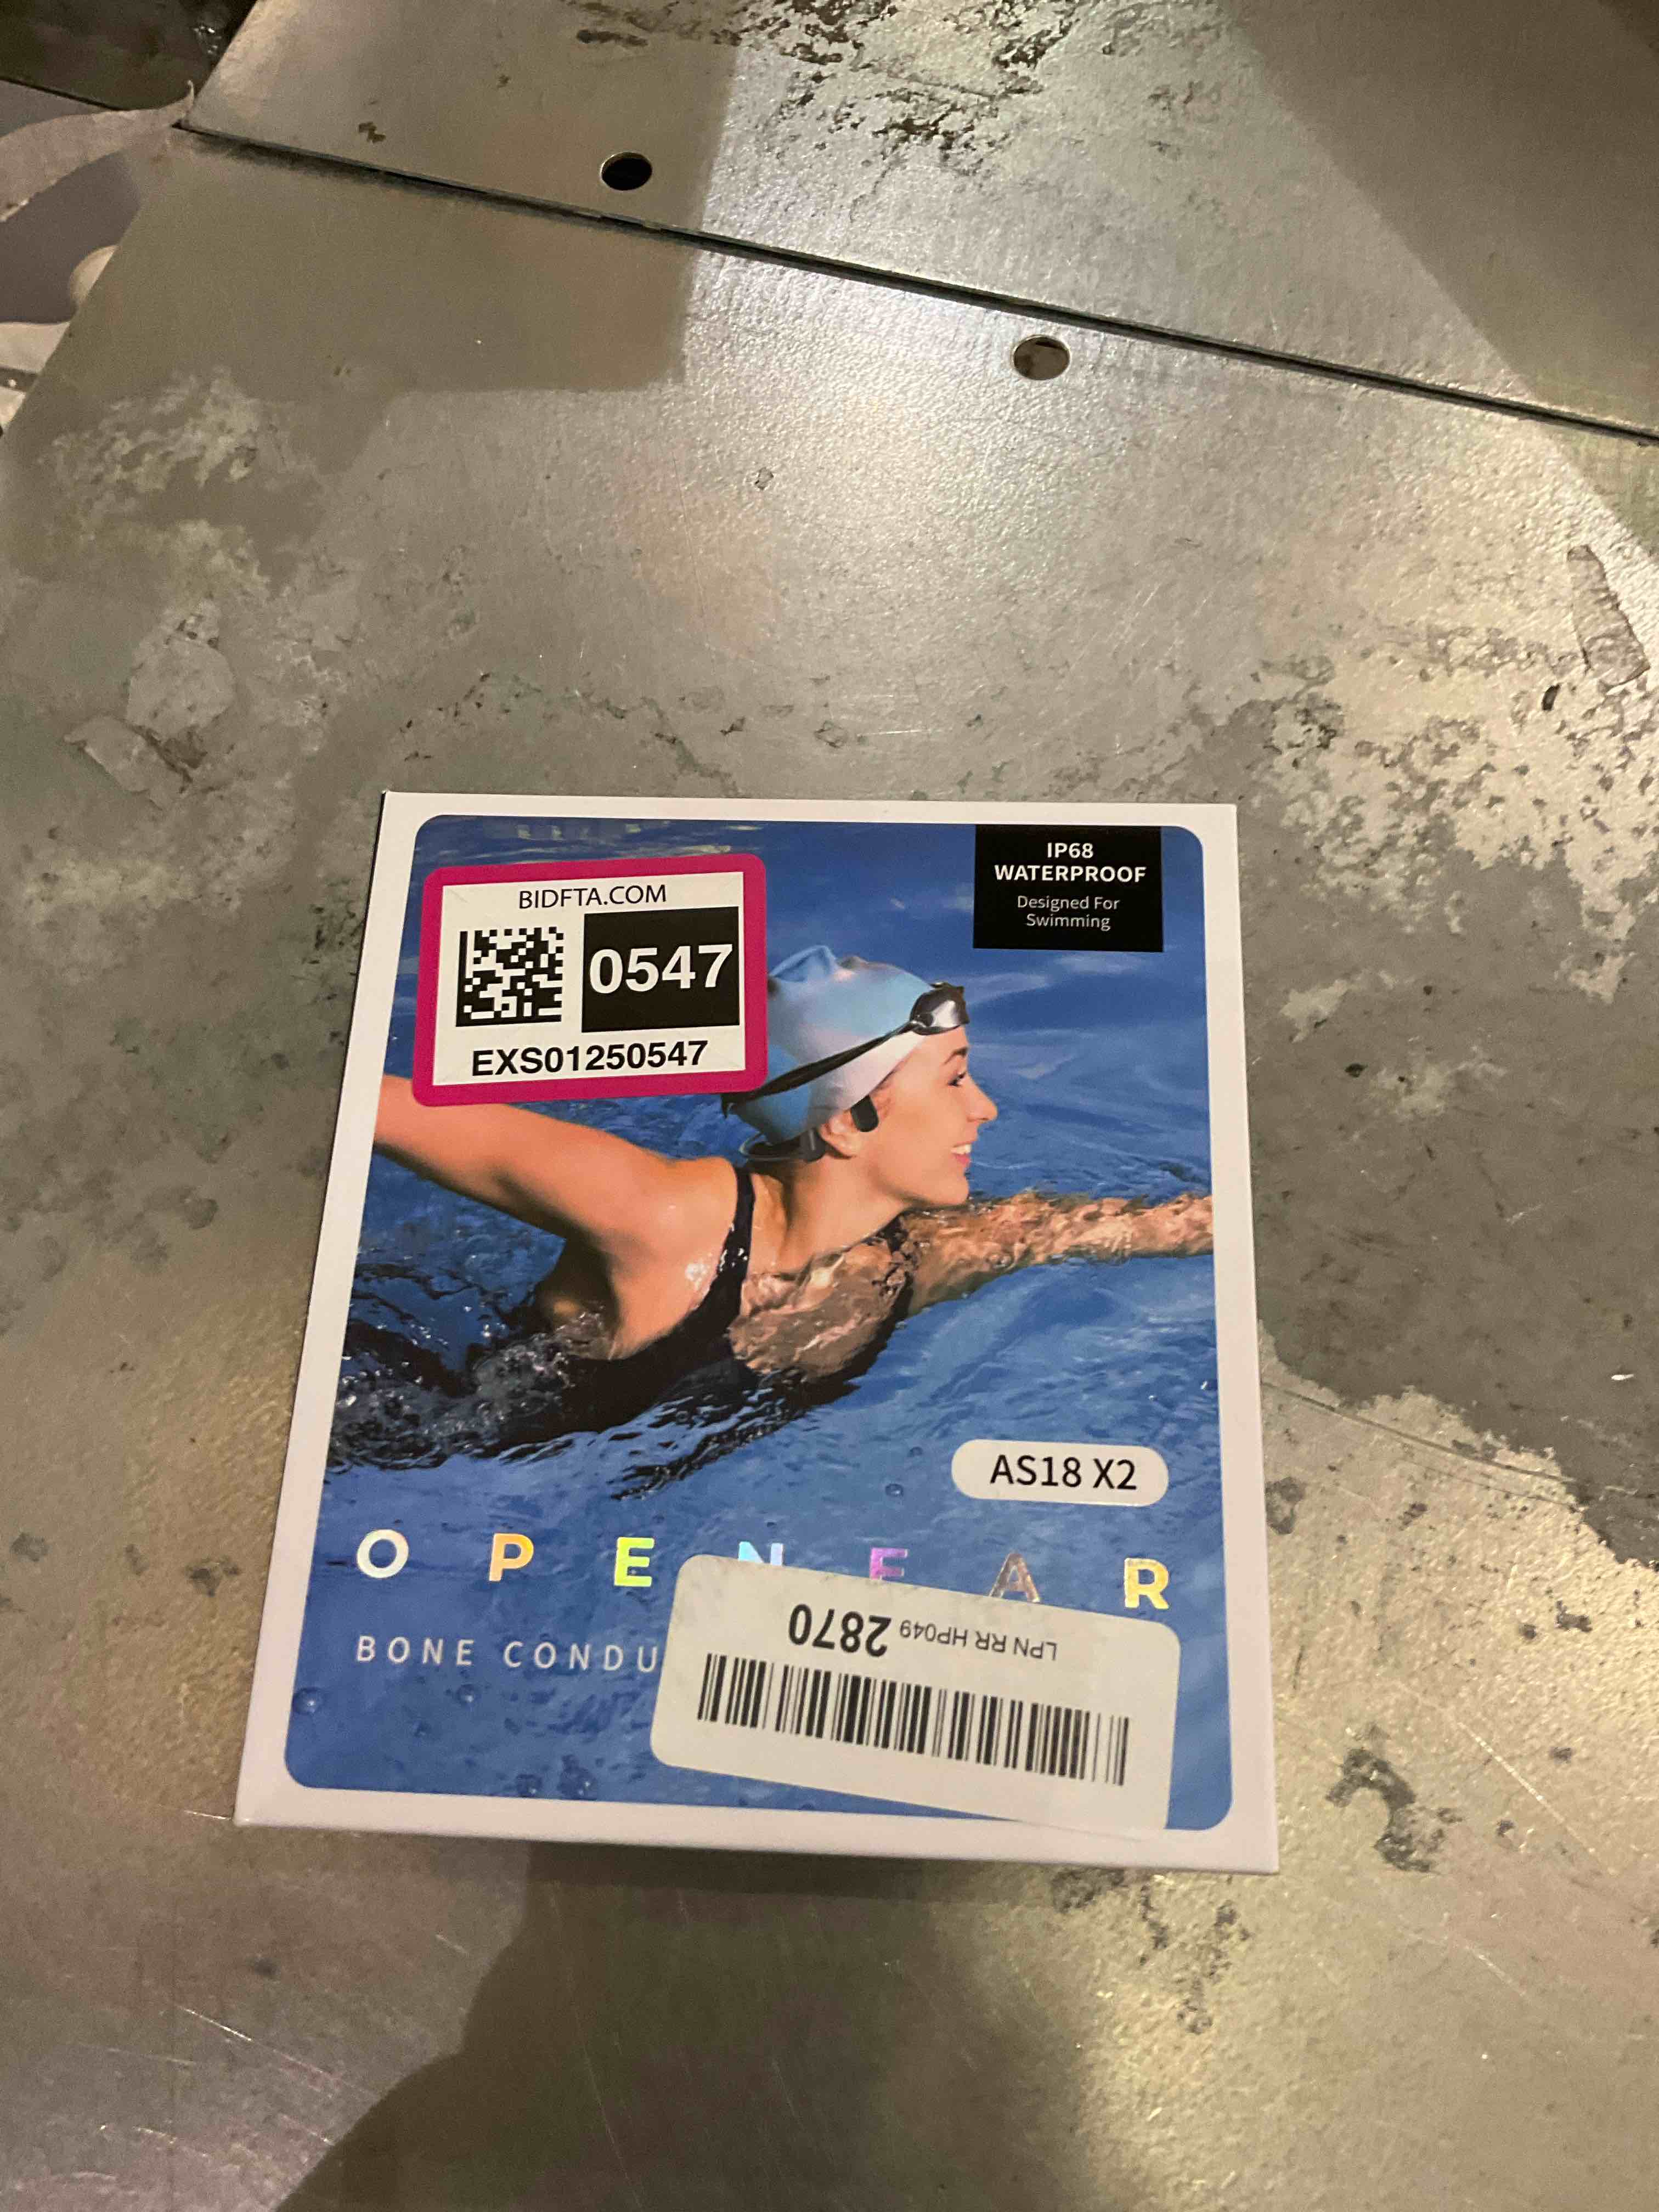 BIDFTA.COM
0547
EXS01250547
IP68
WATERPROOF
Designed For
Swimming
AS18 X2
OPENEAR
BONE CONDU
LPN RR HP049 2870